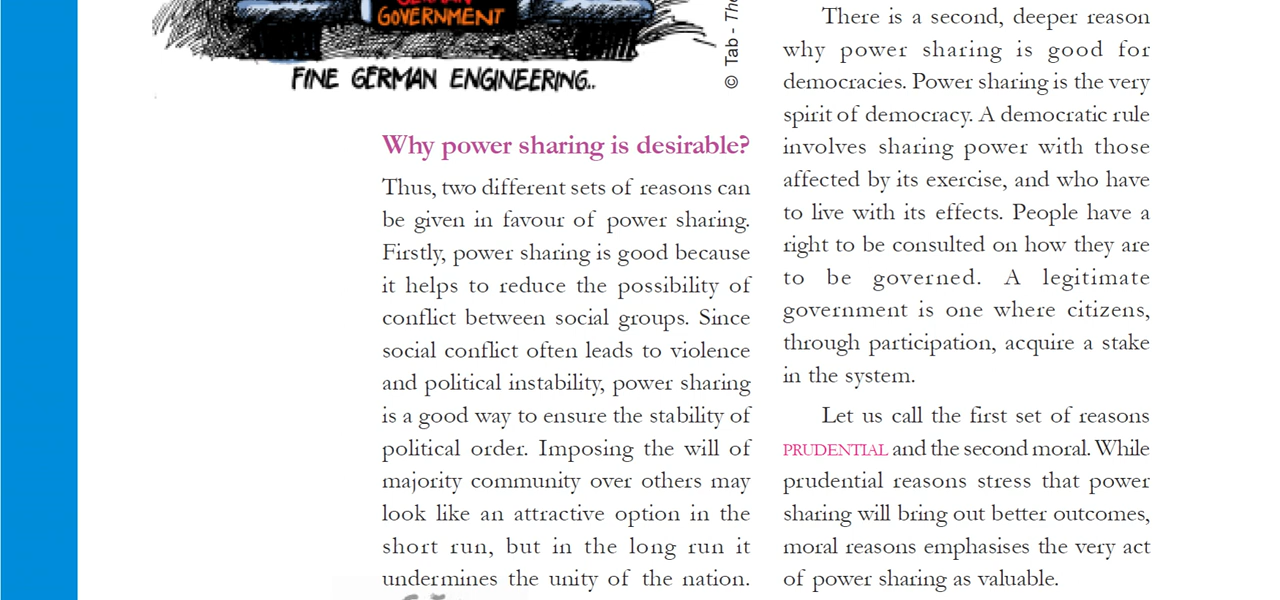 GERMAN
GOVERNMENT
FINE GERMAN ENGINEERING..
© Tab - The
Why power sharing is desirable?
Thus, two different sets of reasons can
be given in favour of power sharing.
Firstly, power sharing is good because
it helps to reduce the possibility of
conflict between social groups. Since
social conflict often leads to violence
and political instability, power sharing
is a good way to ensure the stability of
political order. Imposing the will of
majority community over others may
look like an attractive option in the
short run, but in the long run it
undermines the unity of the nation.
There is a second, deeper reason
why power sharing is good for
democracies. Power sharing is the very
spirit of democracy. A democratic rule
involves sharing power with those
affected by its exercise, and who have
to live with its effects. People have a
right to be consulted on how they are
to be governed. A legitimate
government is one where citizens,
through participation, acquire a stake
in the system.
Let us call the first set of reasons
PRUDENTIAL and the second moral. While
prudential reasons stress that power
sharing will bring out better outcomes,
moral reasons emphasises the very act
of power sharing as valuable.